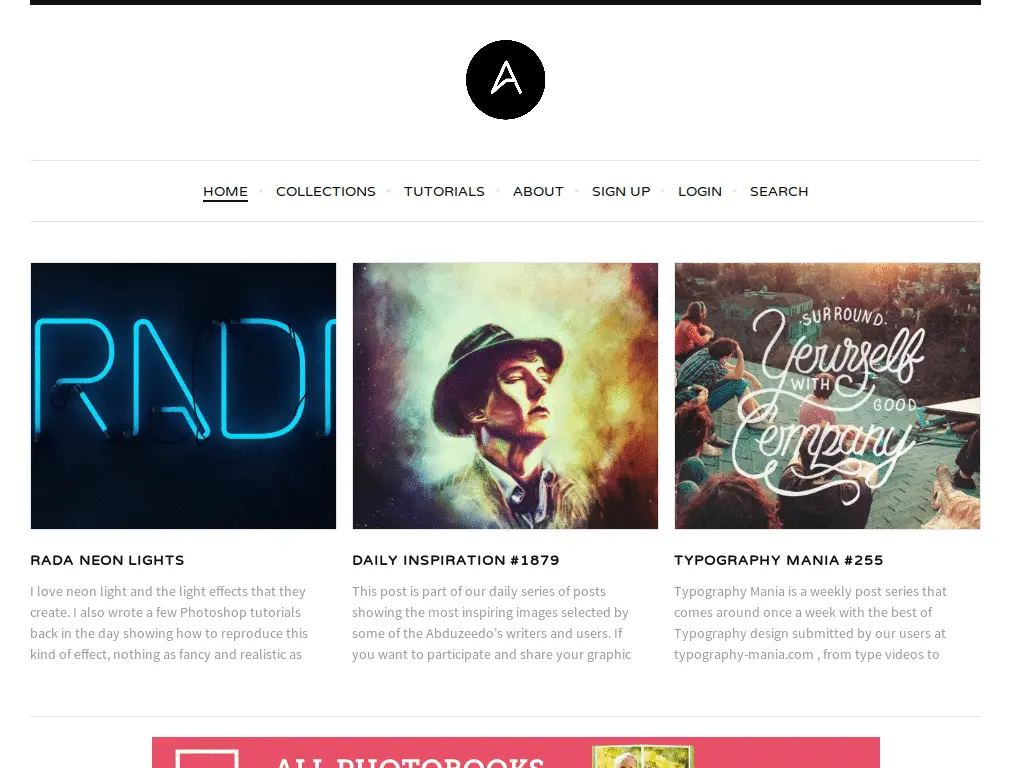 A
HOME
COLLECTIONS
TUTORIALS
ABOUT
SIGN UP
LOGIN
SEARCH
RADA
SURROUND
Yourself
WITH
GOOD
Company
RADA NEON LIGHTS
I love neon light and the light effects that they
create. I also wrote a few Photoshop tutorials
back in the day showing how to reproduce this
kind of effect, nothing as fancy and realistic as
DAILY INSPIRATION #1879
This post is part of our daily series of posts
showing the most inspiring images selected by
some of the Abduzeedo's writers and users. If
you want to participate and share your graphic
TYPOGRAPHY MANIA #255
Typography Mania is a weekly post series that
comes around once a week with the best of
Typography design submitted by our users at
typography-mania.com , from type videos to
ALL PHOTOBOOKS